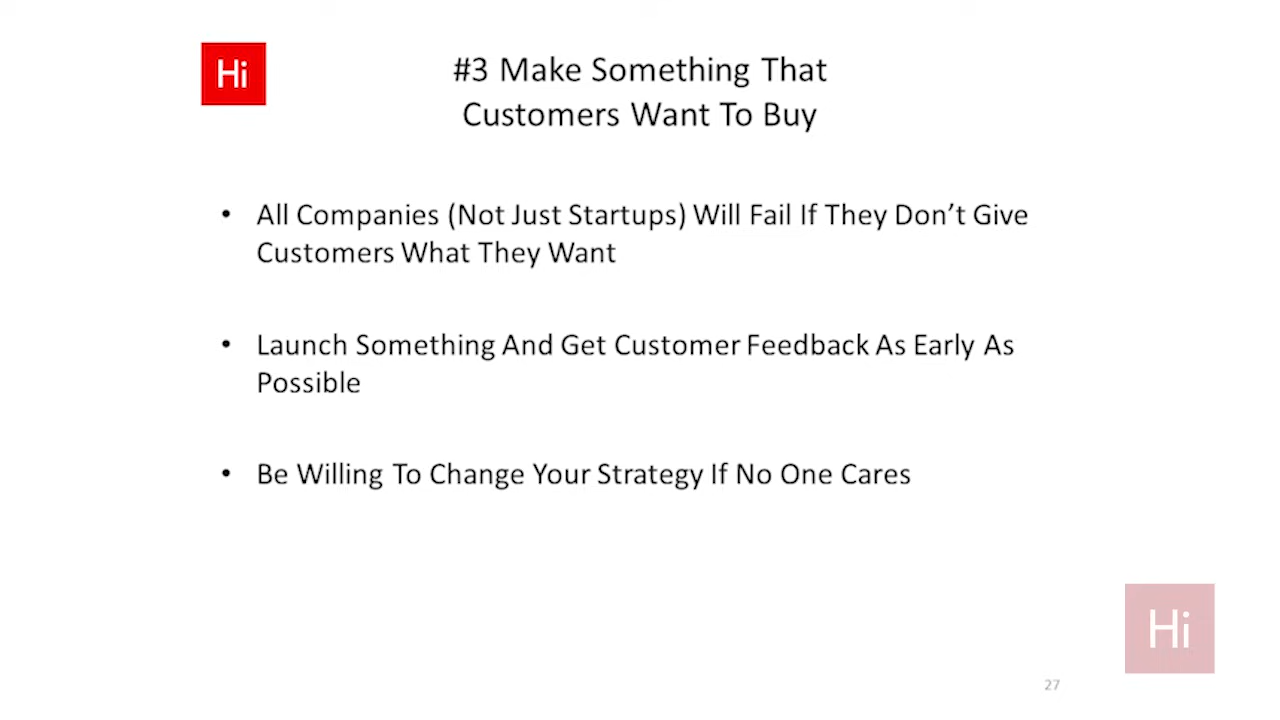 Hi
#3 Make Something That
Customers Want To Buy
• All Companies (Not Just Startups) Will Fail If They Don’t Give
Customers What They Want
• Launch Something And Get Customer Feedback As Early As
Possible
• Be Willing To Change Your Strategy If No One Cares
Hi
27